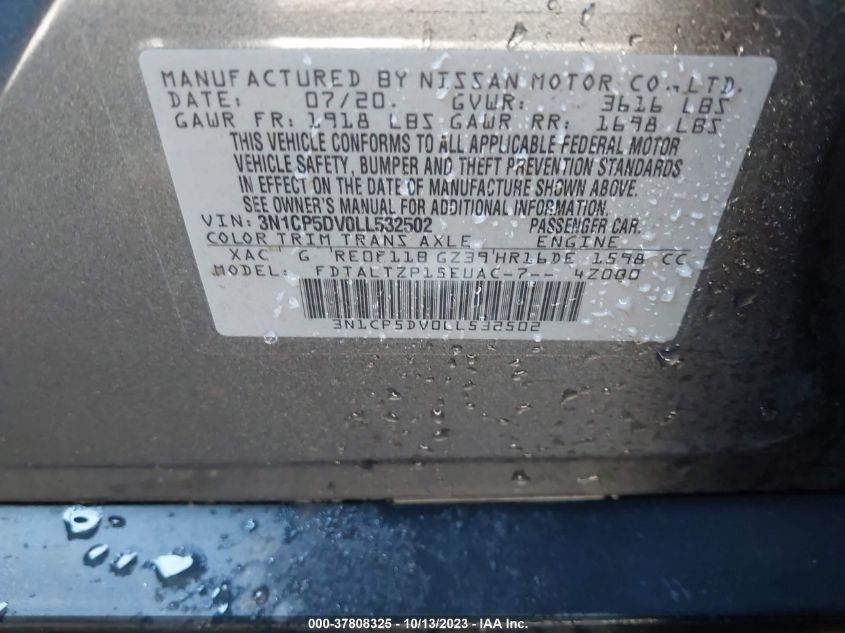 MANUFACTURED BY NISSAN MOTOR CO.,LTD.
DATE: 07/20. GVWR: 3616 LBS
GAWR FR: 1918 LBS GAWR RR: 1698 LBS
THIS VEHICLE CONFORMS TO ALL APPLICABLE FEDERAL MOTOR
VEHICLE SAFETY, BUMPER AND THEFT PREVENTION STANDARDS
IN EFFECT ON THE DATE OF MANUFACTURE SHOWN ABOVE.
SEE OWNER'S MANUAL FOR ADDITIONAL INFORMATION.
VIN: 3N1CP5DV0LL532502 PASSENGER CAR.
COLOR TRIM TRANS AXLE ENGINE
XAC G RE0F11B GZ39 HR16DE 1598 CC
MODEL: FDTALTZP15EUAC-7-- 4Z000
3N1CP5DV0LL532502
000-37808325 - 10/13/2023 - IAA Inc.